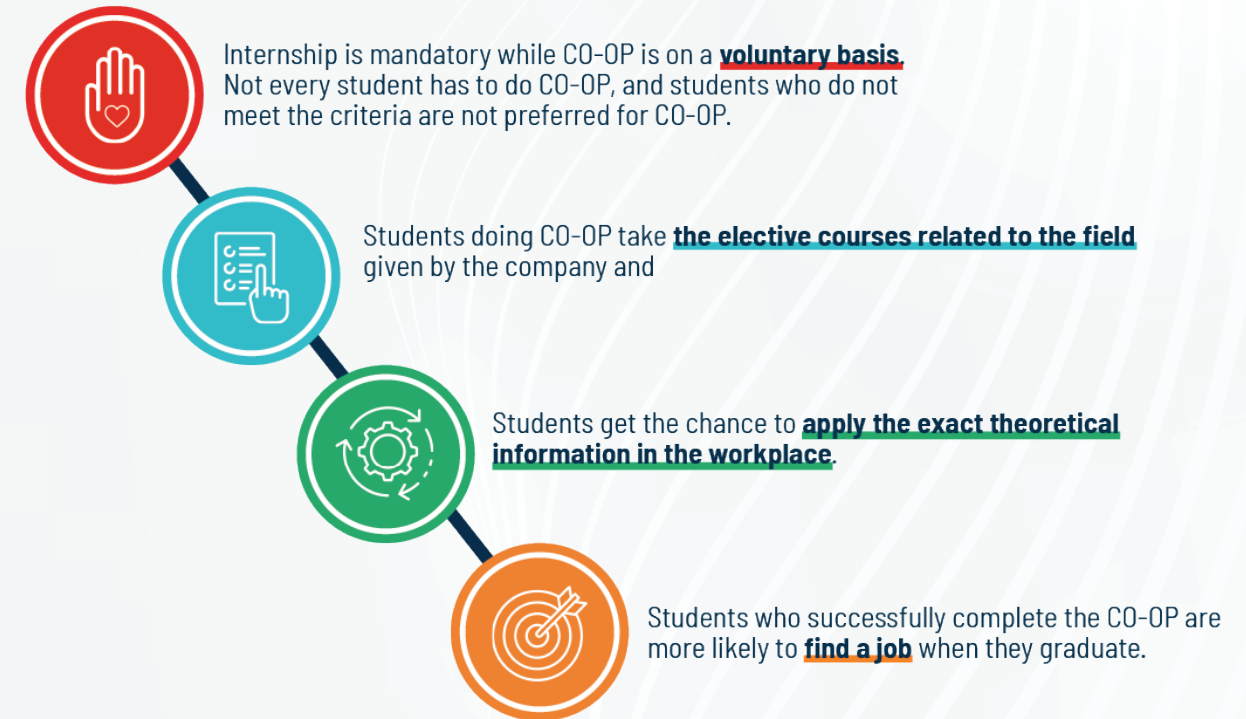 Internship is mandatory while CO-OP is on a voluntary basis.
Not every student has to do CO-OP, and students who do not
meet the criteria are not preferred for CO-OP.
Students doing CO-OP take the elective courses related to the field
given by the company and
Students get the chance to apply the exact theoretical
information in the workplace.
Students who successfully complete the CO-OP are
more likely to find a job when they graduate.